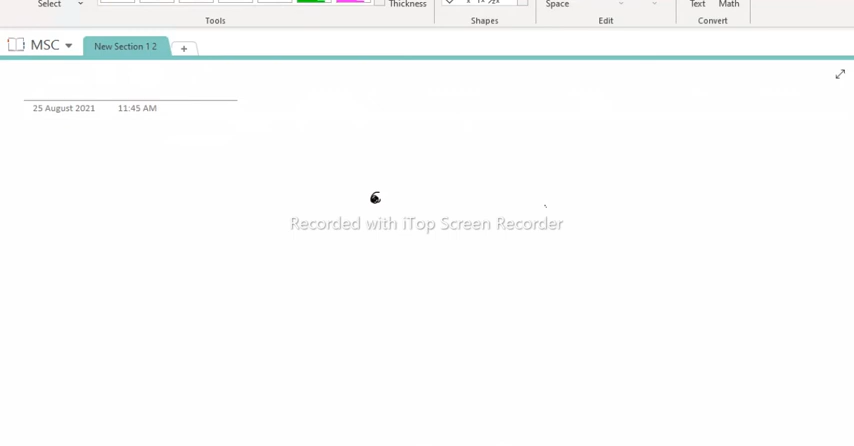 Select
Thickness
Space
Text
Math
Tools
Shapes
Edit
Convert
MSC
New Section 1 2
+
25 August 2021 11:45 AM
Recorded with iTop Screen Recorder